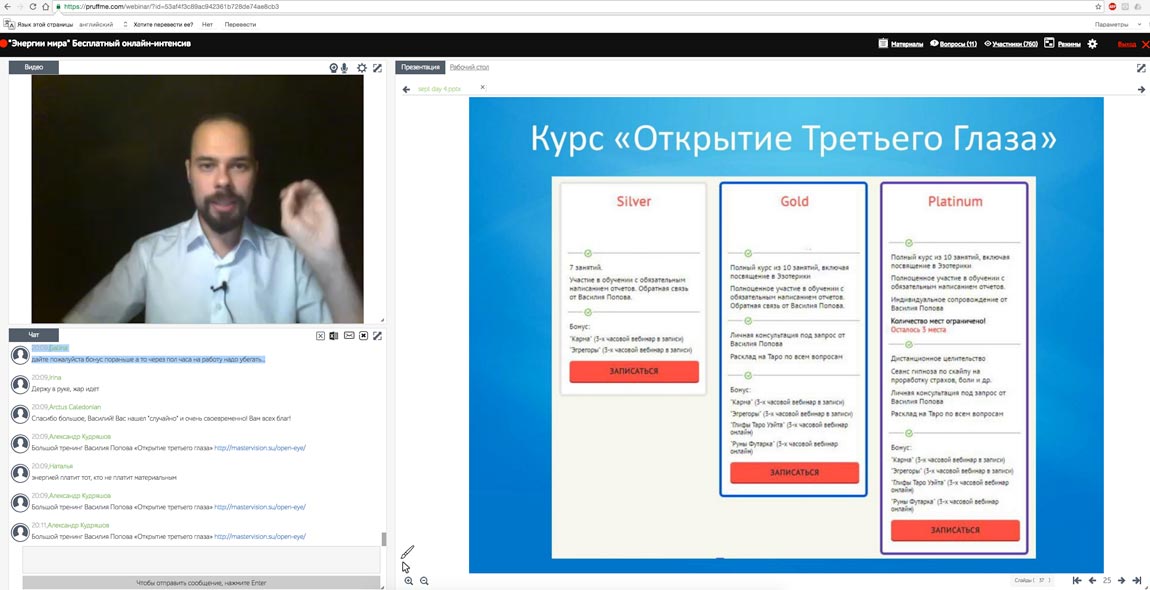 https://pruffme.com/webinar/?id=53af4f3c89ac942361b728de74ae8cb3
Язык этой страницы английский Хотите перевести ее? Нет Перевести Параметры
"Энергии мира" Бесплатный онлайн-интенсив
Материалы Вопросы (11) Участники (760) Режимы Выход
Видео
Чат
20:09,Galina
дайте пожалуйста бонус пораньше а то через пол часа на работу надо убегать...
20:09,Irina
Держу в руке, жар идет
20:09,Arctus Caledonian
Спасибо большое, Василий! Вас нашел "случайно" и очень своевременно! Вам всех благ!
20:09,Александр Кудряшов
Большой тренинг Василия Попова «Открытие третьего глаза» http://mastervision.su/open-eye/
20:09,Наталья
энергией платит тот, кто не платит материальным
20:09,Александр Кудряшов
Большой тренинг Василия Попова «Открытие третьего глаза» http://mastervision.su/open-eye/
20:11,Александр Кудряшов
Большой тренинг Василия Попова «Открытие третьего глаза» http://mastervision.su/open-eye/
Чтобы отправить сообщение, нажмите Enter
Презентация Рабочий стол
sept day 4.pptx
Курс «Открытие Третьего Глаза»
Silver
7 занятий.
Участие в обучении с обязательным
написанием отчетов. Обратная связь
от Василия Попова.
Бонус:
"Карма" (3-х часовой вебинар в записи)
"Эгрегоры" (3-х часовой вебинар в записи)
ЗАПИСАТЬСЯ
Gold
Полный курс из 10 занятий, включая
посвящение в Эзотерики
Полноценное участие в обучении с
обязательным написанием отчетов.
Обратная связь от Василия Попова.
Личная консультация под запрос от
Василия Попова
Расклад на Таро по всем вопросам
Бонус:
"Карма" (3-х часовой вебинар в записи)
"Эгрегоры" (3-х часовой вебинар в записи)
"Глифы Таро Уэйта" (3-х часовой вебинар
онлайн)
"Руны Футарка" (3-х часовой вебинар
онлайн)
ЗАПИСАТЬСЯ
Platinum
Полный курс из 10 занятий, включая
посвящение в Эзотерики
Полноценное участие в обучении с
обязательным написанием отчетов.
Индивидуальное сопровождение от
Василия Попова
Количество мест ограничено!
Осталось 3 места
Дистанционное целительство
Сеанс гипноза по скайпу на
проработку страхов, боли и др.
Личная консультация под запрос от
Василия Попова
Расклад на Таро по всем вопросам
Бонус:
"Карма" (3-х часовой вебинар в записи)
"Эгрегоры" (3-х часовой вебинар в записи)
"Глифы Таро Уэйта" (3-х часовой вебинар
онлайн)
"Руны Футарка" (3-х часовой вебинар
онлайн)
ЗАПИСАТЬСЯ
Слайды ( 37 ) 25